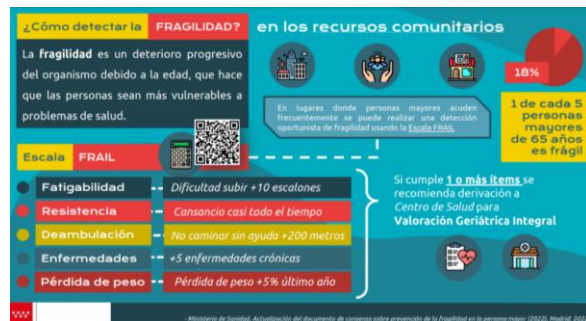 ¿Cómo detectar la FRAGILIDAD? en los recursos comunitarios
La fragilidad es un deterioro progresivo
del organismo debido a la edad, que hace
que las personas sean más vulnerables a
problemas de salud.
18%
En lugares donde personas mayores acuden
frecuentemente se puede realizar una detección
oportunista de fragilidad usando la Escala FRAIL
1 de cada 5
personas
mayores
de 65 años
es frágil
Escala FRAIL
Fatigabilidad Dificultad subir +10 escalones
Resistencia Cansancio casi todo el tiempo
Deambulación No caminar sin ayuda +200 metros
Enfermedades +5 enfermedades crónicas
Pérdida de peso Pérdida de peso +5% último año
Si cumple 1 o más ítems se
recomienda derivación a
Centro de Salud para
Valoración Geriátrica Integral
- Ministerio de Sanidad. Actualización del documento de consenso sobre prevención de la fragilidad en la persona mayor (2022). Madrid; 202